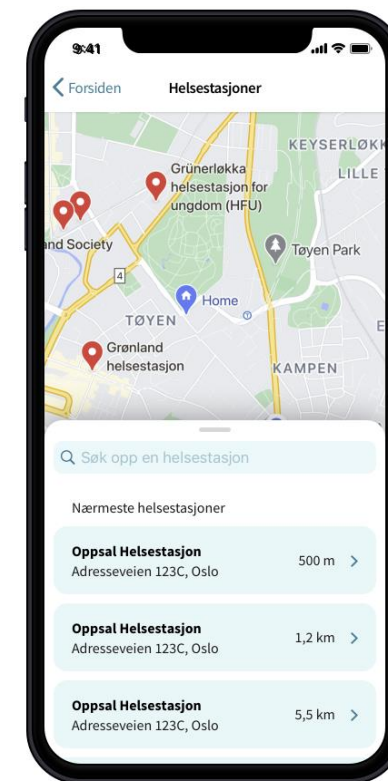 9:41
Forsiden
Helsestasjoner
KEYSERLØKK
LILLE
Grünerløkka
helsestasjon for
ungdom (HFU)
and Society
Tøyen Park
4
Home
TØYEN
Grønland
helsestasjon
KAMPEN
Søk opp en helsestasjon
Nærmeste helsestasjoner
Oppsal Helsestasjon
Adresseveien 123C, Oslo
500 m
Oppsal Helsestasjon
Adresseveien 123C, Oslo
1,2 km
Oppsal Helsestasjon
Adresseveien 123C, Oslo
5,5 km